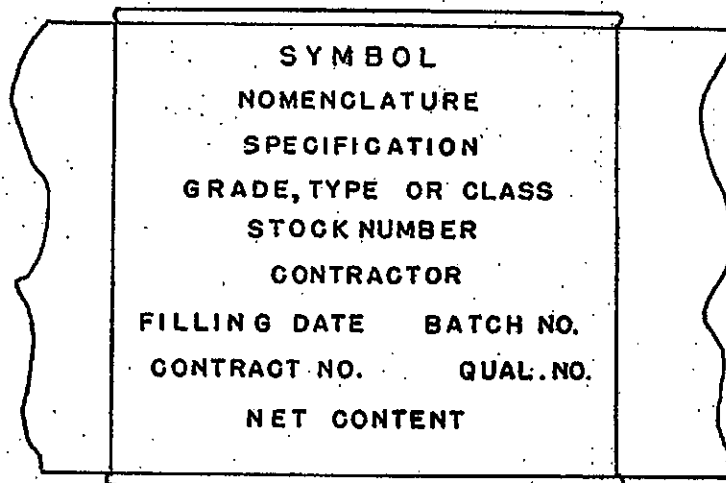 SYMBOL
NOMENCLATURE
SPECIFICATION
GRADE, TYPE OR CLASS
STOCK NUMBER
CONTRACTOR
FILLING DATE BATCH NO.
CONTRACT NO. QUAL. NO.
NET CONTENT